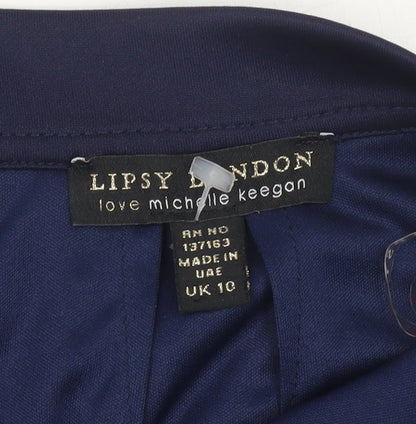 LIPSY LONDON
love michelle keegan
RN NO
137163
MADE IN
UAE
UK 10